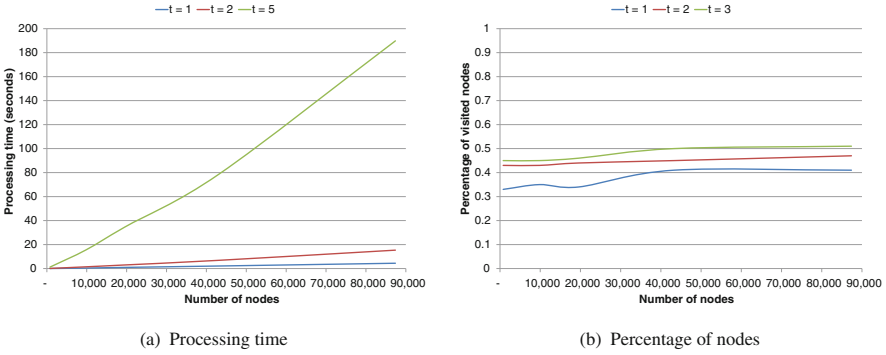 t = 1 t = 2 t = 5
200
180
160
140
120
100
80
60
40
20
0
Processing time (seconds)
- 10,000 20,000 30,000 40,000 50,000 60,000 70,000 80,000 90,000
Number of nodes
(a) Processing time
t = 1 t = 2 t = 3
1
0.9
0.8
0.7
0.6
0.5
0.4
0.3
0.2
0.1
0
Percentage of visited nodes
- 10,000 20,000 30,000 40,000 50,000 60,000 70,000 80,000 90,000
Number of nodes
(b) Percentage of nodes